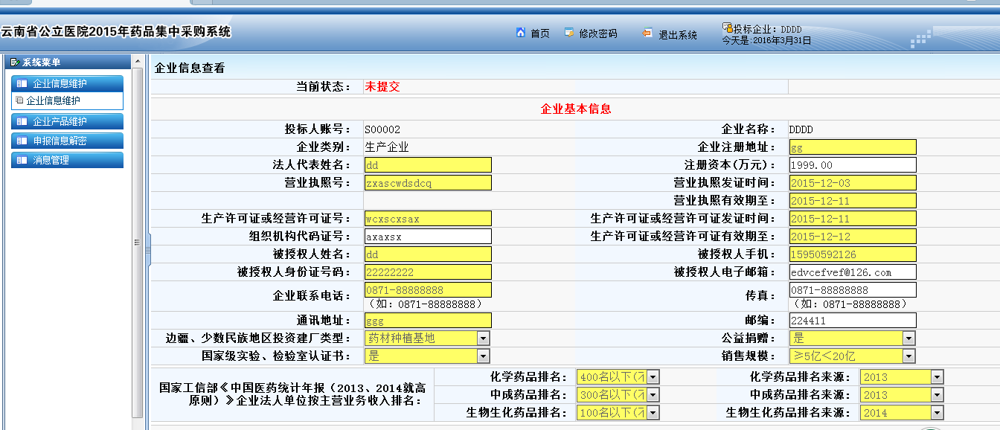 云南省公立医院2015年药品集中采购系统
首页 修改密码 退出系统 投标企业：DDDD
今天是:2016年3月31日
系统菜单
企业信息维护
企业信息维护
企业产品维护
申报信息解密
消息管理
企业信息查看
当前状态： 未提交
企业基本信息
投标人账号： S00002 企业名称： DDDD
企业类别： 生产企业 企业注册地址： gg
法人代表姓名： dd 注册资本(万元)： 1999.00
营业执照号： zxascwdsdcq 营业执照发证时间： 2015-12-03
营业执照有效期至： 2015-12-11
生产许可证或经营许可证号： wcxscxsax 生产许可证或经营许可证发证时间： 2015-12-11
组织机构代码证号： axaxsx 生产许可证或经营许可证有效期至： 2015-12-12
被授权人姓名： dd 被授权人手机： 15950592126
被授权人身份证号码： 22222222 被授权人电子邮箱： edvcefvef@126.com
企业联系电话： 0871-88888888 传真： 0871-88888888
（如：0871-88888888） （如：0871-88888888）
通讯地址： ggg 邮编： 224411
边疆、少数民族地区投资建厂类型： 药材种植基地 公益捐赠： 是
国家级实验、检验室认证书： 是 销售规模： ≥5亿＜20亿
国家工信部《中国医药统计年报（2013、2014就高
原则）》企业法人单位按主营业务收入排名：
化学药品排名： 400名以下(不 化学药品排名来源： 2013
中成药品排名： 300名以下(不 中成药品排名来源： 2013
生物生化药品排名： 100名以下(不 生物生化药品排名来源： 2014